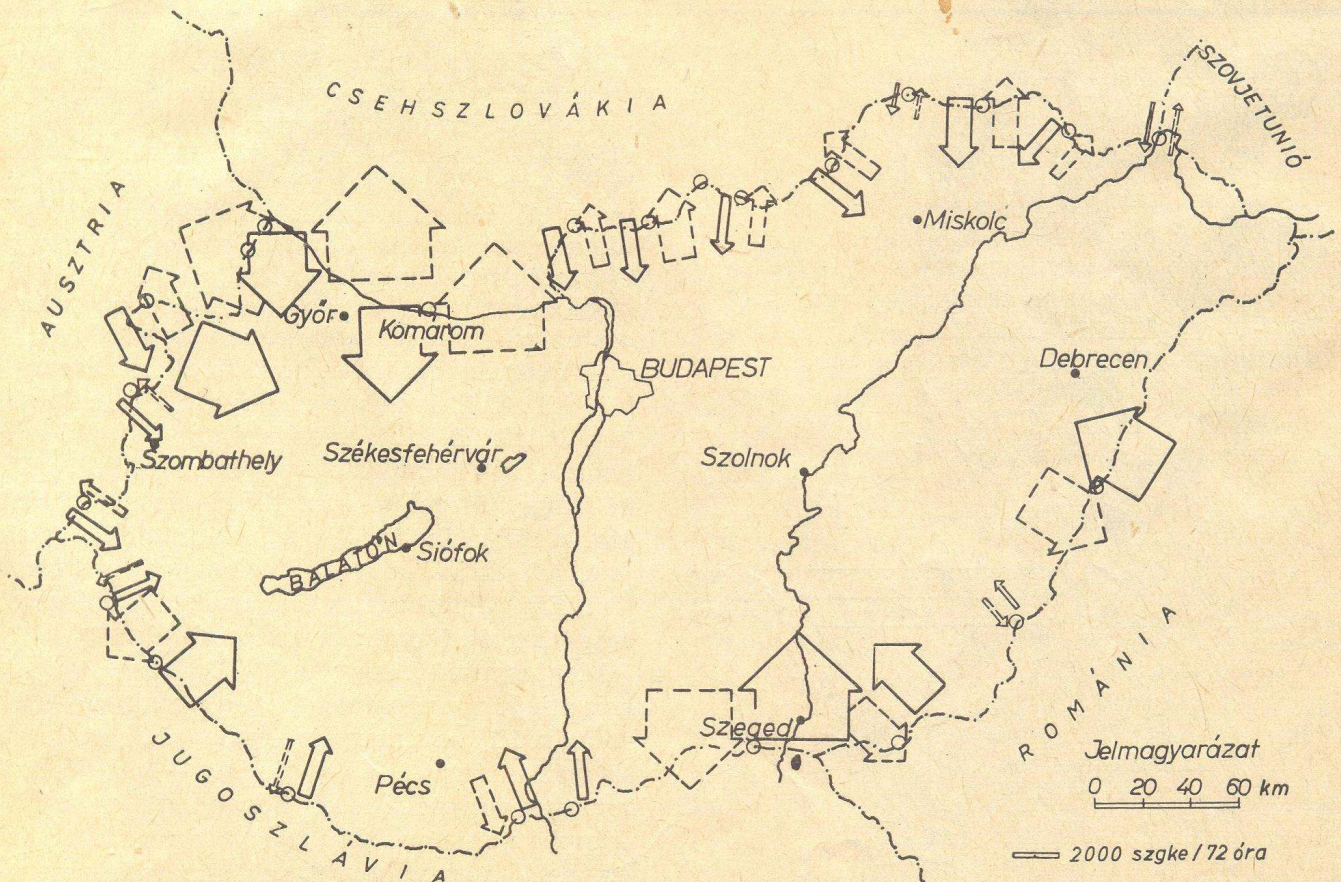 CSEHSZLOVÁKIA
SZOVJETUNIÓ
AUSZTRIA
Miskolc
Győr
Komárom
BUDAPEST
Debrecen
Szombathely
Székesfehérvár
Szolnok
BALATON
Siófok
ROMÁNIA
Szeged
JUGOSZLÁVIA
Pécs
Jelmagyarázat
0 20 40 60 km
2000 szgke/72 óra